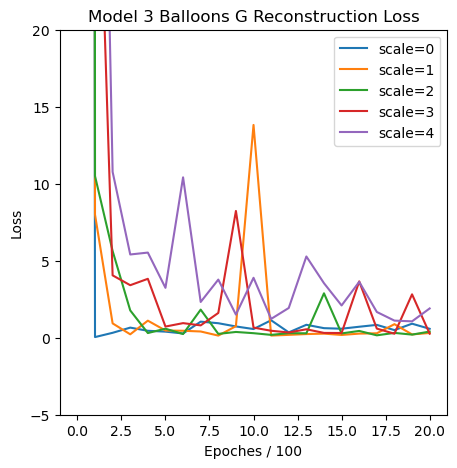 Model 3 Balloons G Reconstruction Loss
20
15
10
5
0
−5
Loss
scale=0
scale=1
scale=2
scale=3
scale=4
0.0 2.5 5.0 7.5 10.0 12.5 15.0 17.5 20.0
Epoches / 100